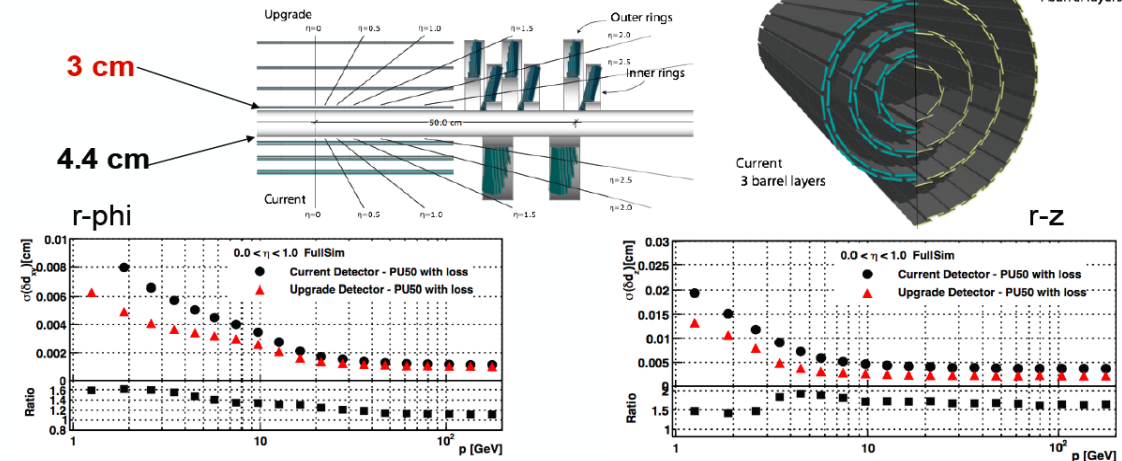 Upgrade
η=0
η=0.5
η=1.0
η=1.5
η=2.0
η=2.5
Outer rings
Inner rings
3 cm
50.0 cm
4.4 cm
Current
η=0
η=0.5
η=1.0
η=1.5
η=2.0
η=2.5
barrel layers
Current
3 barrel layers
r-phi
0.0 < η < 1.0 FullSim
Current Detector - PU50 with loss
Upgrade Detector - PU50 with loss
σ(δd )[cm]
0.01
0.008
0.006
0.004
0.002
0
Ratio
1.6
1.4
1.2
1
0.8
1
10
10²
p [GeV]
r-z
0.0 < η < 1.0 FullSim
Current Detector - PU50 with loss
Upgrade Detector - PU50 with loss
σ(δd )[cm]
0.03
0.025
0.02
0.015
0.01
0.005
0
Ratio
2
1.5
1
1
10
10²
p [GeV]